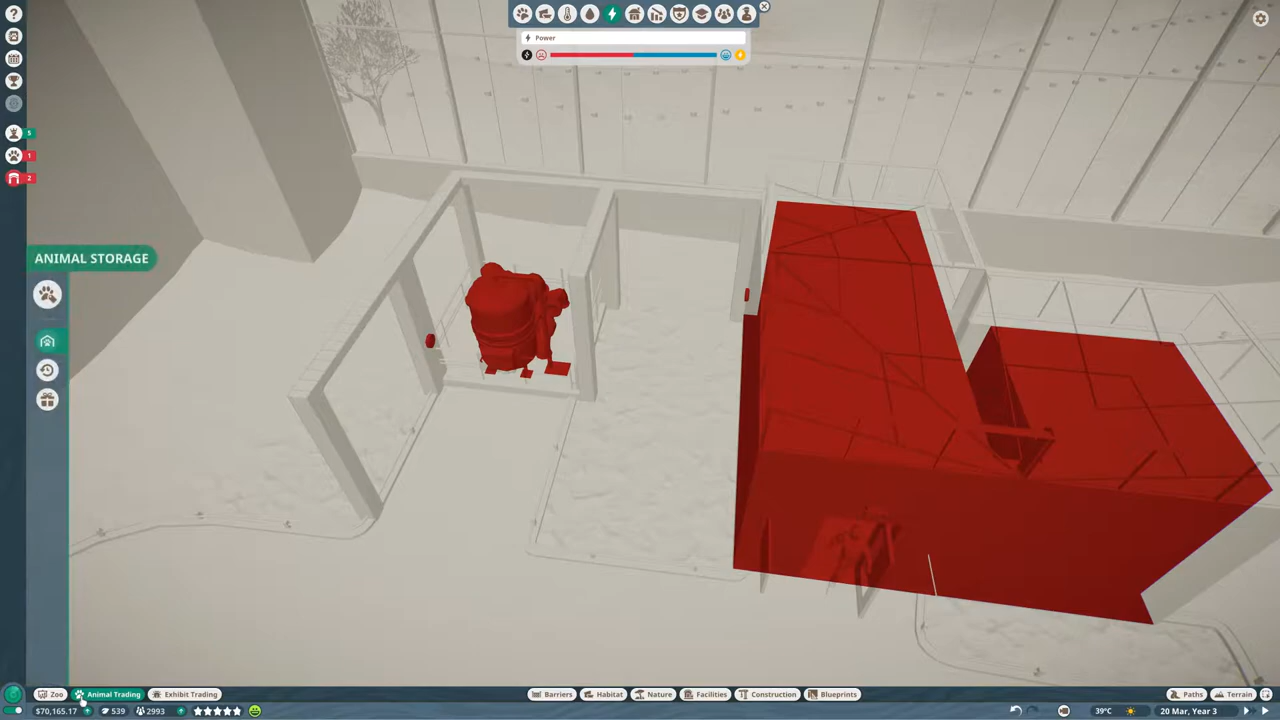 Power
5
1
2
ANIMAL STORAGE
Zoo
Animal Trading
Exhibit Trading
Barriers
Habitat
Nature
Facilities
Construction
Blueprints
Paths
Terrain
$70,165.17
539
2993
39°C
20 Mar, Year 3